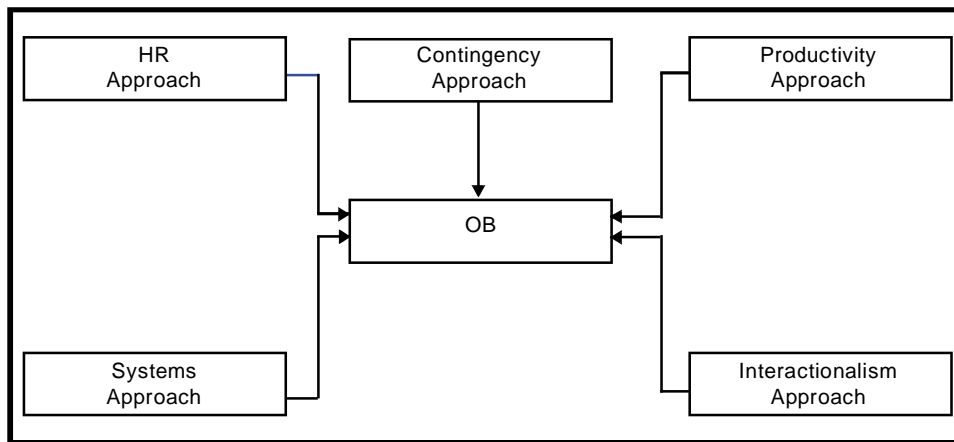 HR
Approach
Contingency
Approach
Productivity
Approach
OB
Systems
Approach
Interactionalism
Approach